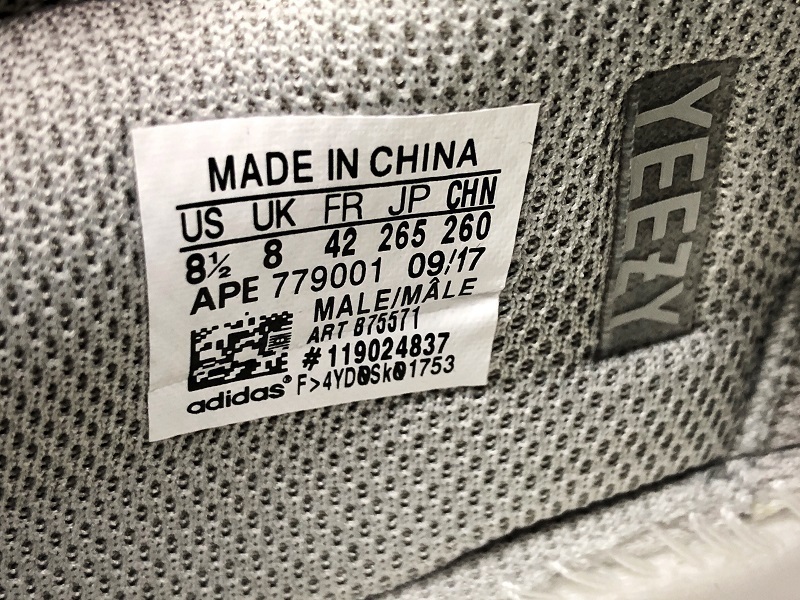 MADE IN CHINA
US UK FR JP CHN
8½ 8 42 265 260
APE 779001 09/17
MALE/MÂLE
ART B75571
#119024837
adidas® F>4YD0Sk01753
YEEZY